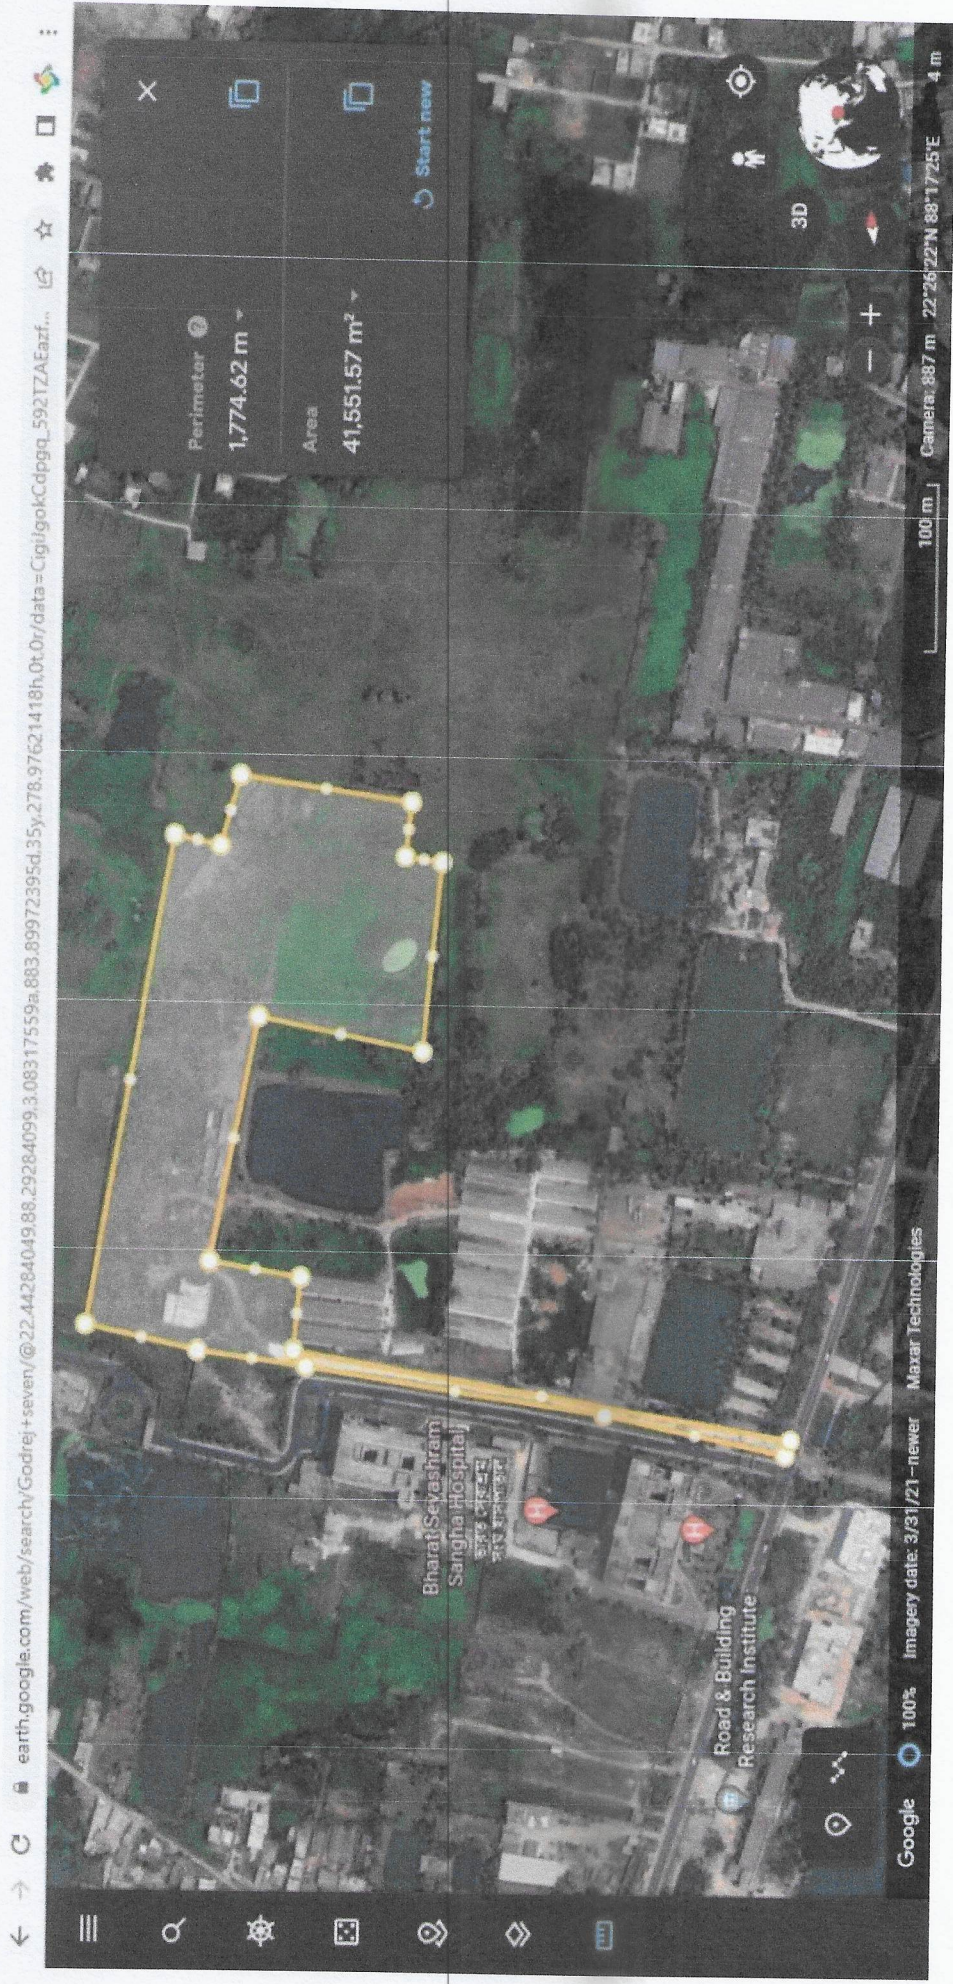 earth.google.com/web/search/Godrej+seven/@22.44284049,88.29284099,3.08317559a,883.89972395d,35y,278.97621418h,0t,0r/data=CigiJgokCdpgq_592TZAEazf...
Perimeter
1,774.62 m
Area
41,551.57 m²
Start new
Bharat Sevashram
Sangha Hospital
Road & Building
Research Institute
3D
Google
100%
Imagery date: 3/31/21-newer
Maxar Technologies
100 m
Camera: 887 m
22°26'22"N 88°17'25"E
4 m